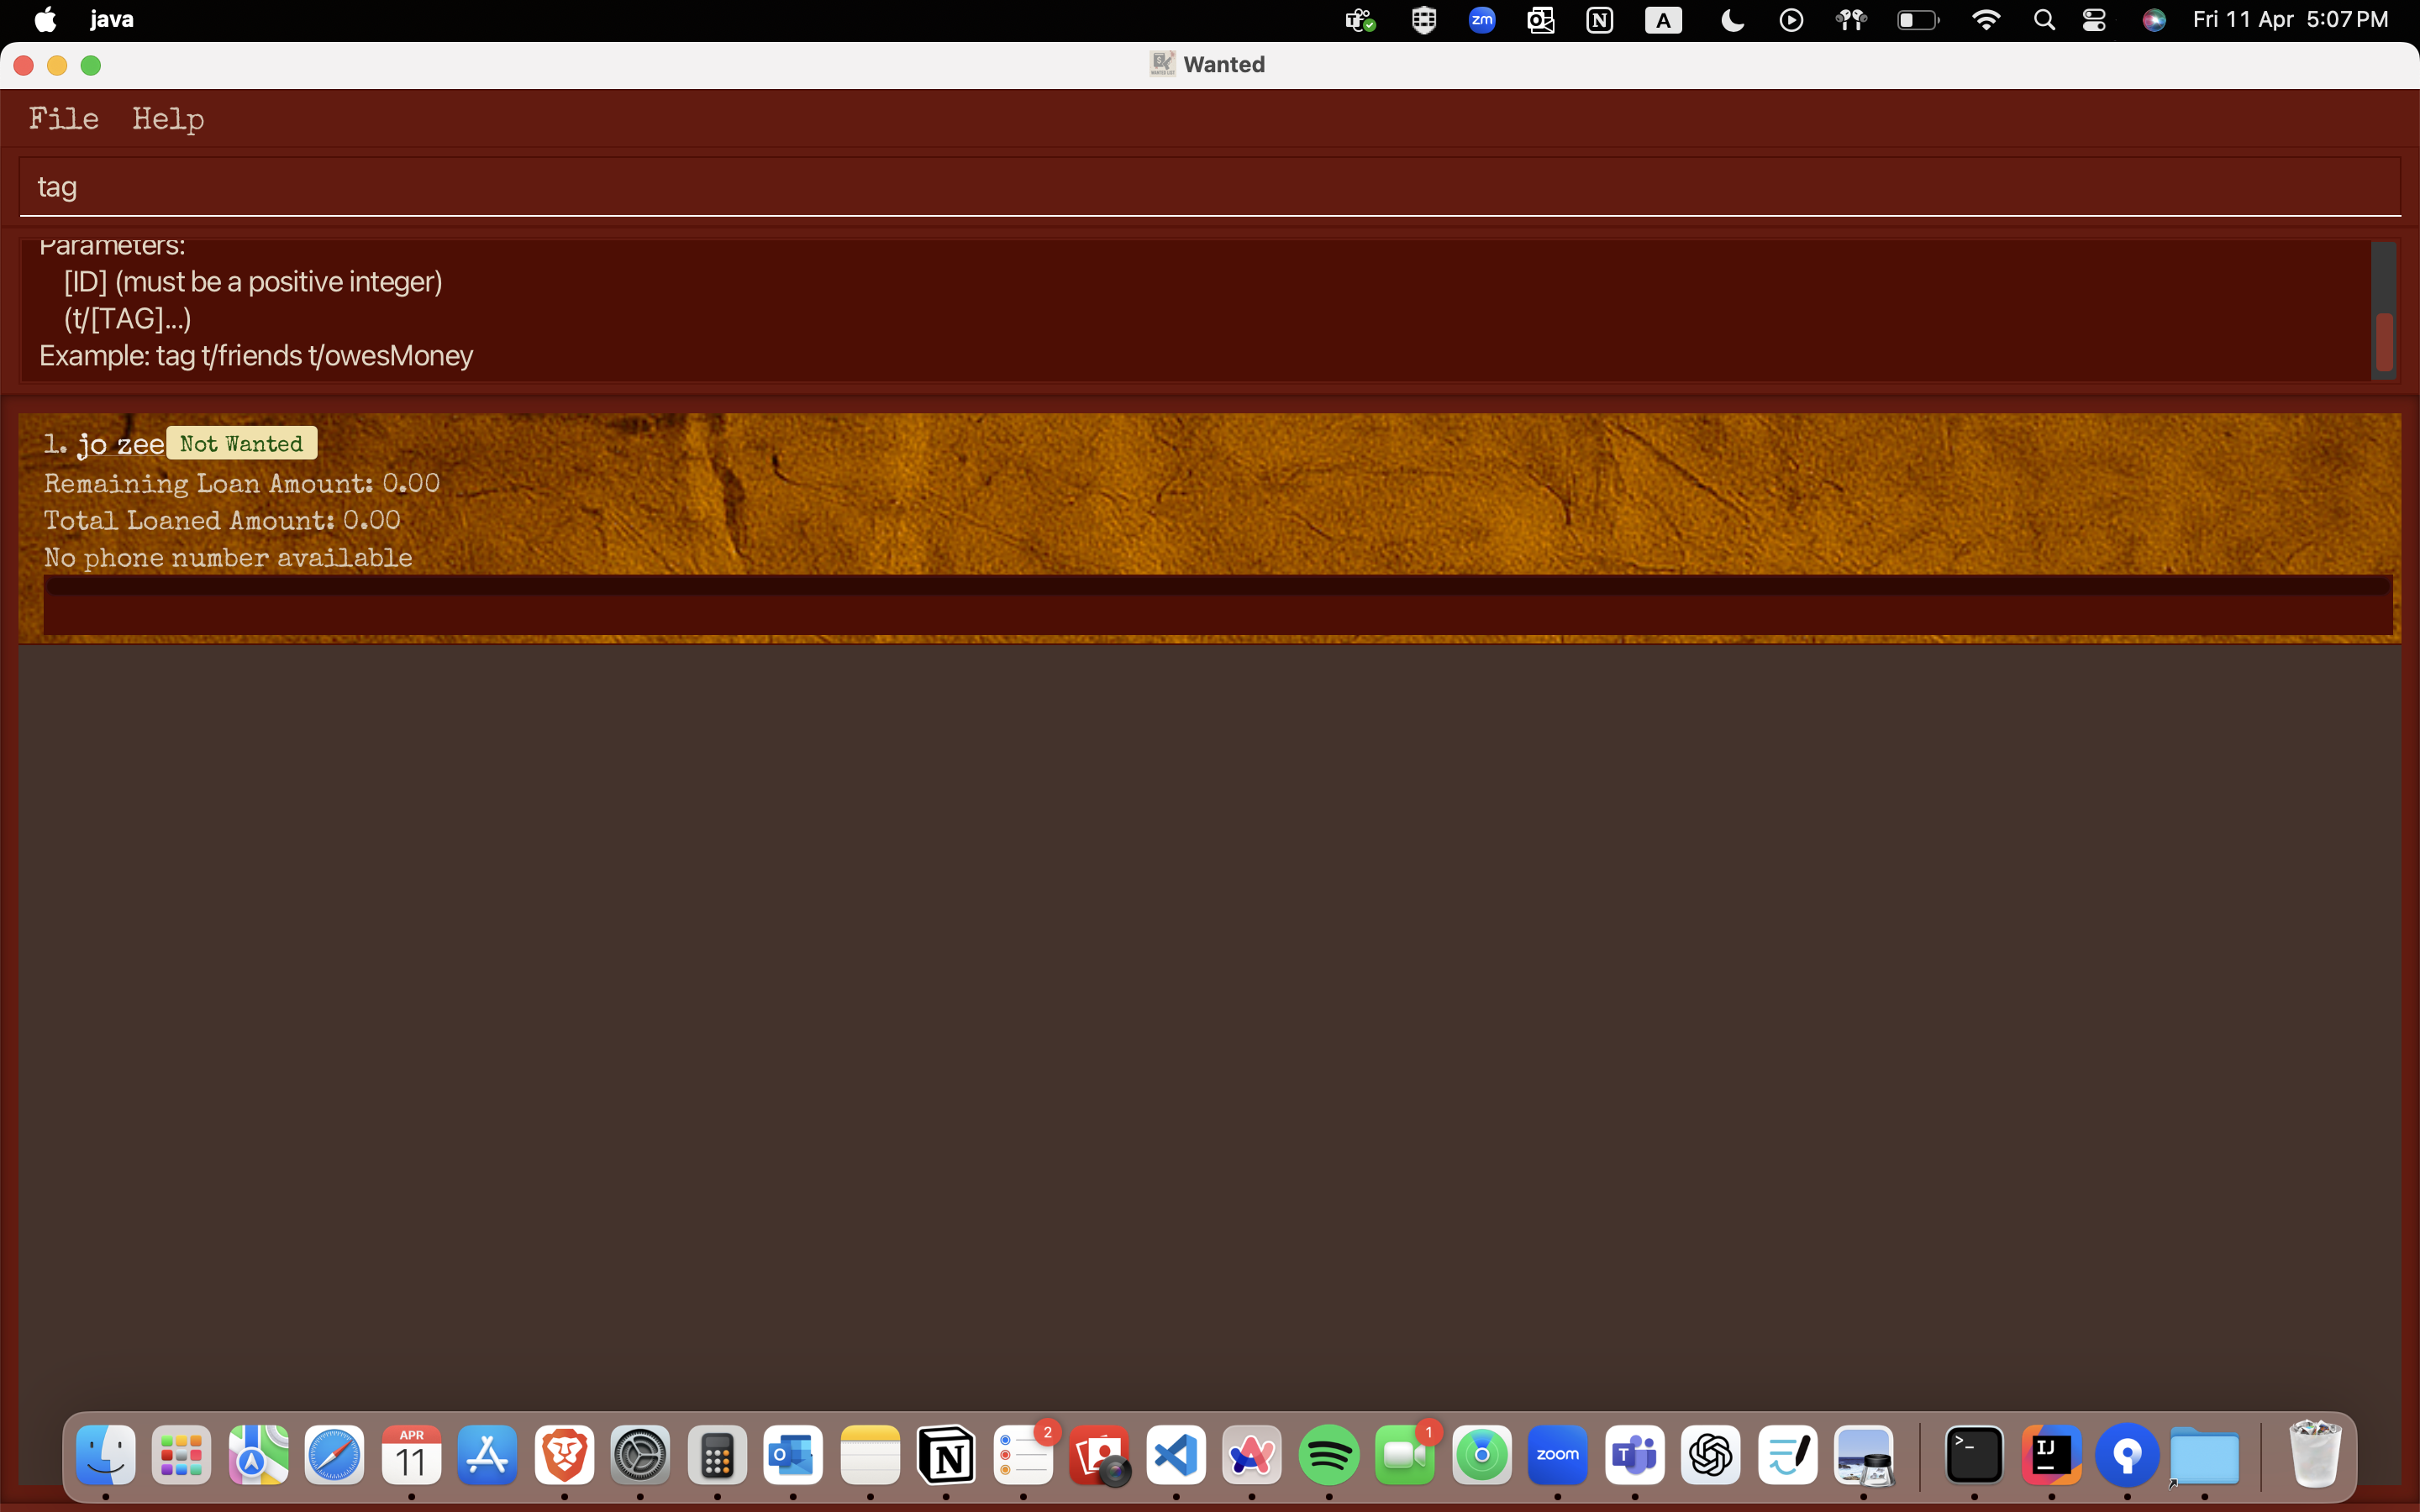 java
zm
N
A
Fri 11 Apr 5:07 PM
Wanted
File Help
tag
Parameters:
[ID] (must be a positive integer)
(t/[TAG]...)
Example: tag t/friends t/owesMoney
1. jo zee Not Wanted
Remaining Loan Amount: 0.00
Total Loaned Amount: 0.00
No phone number available
APR
11
2
1
zoom
T
IJ